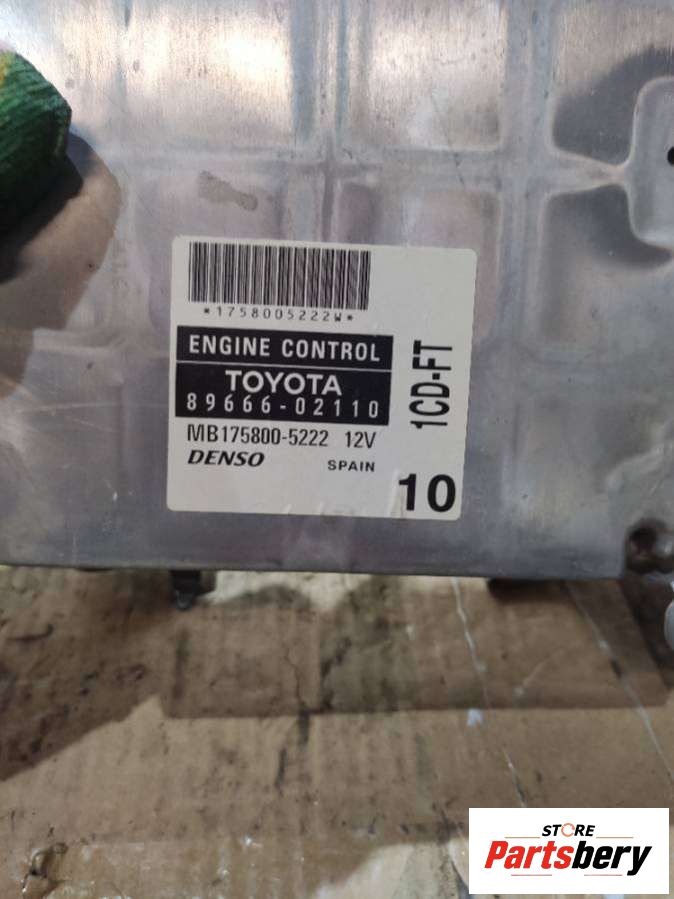 *1758005222W*
ENGINE CONTROL
TOYOTA
89666-02110
MB175800-5222 12V
DENSO SPAIN
1CD-FT
10
STORE
Partsbery